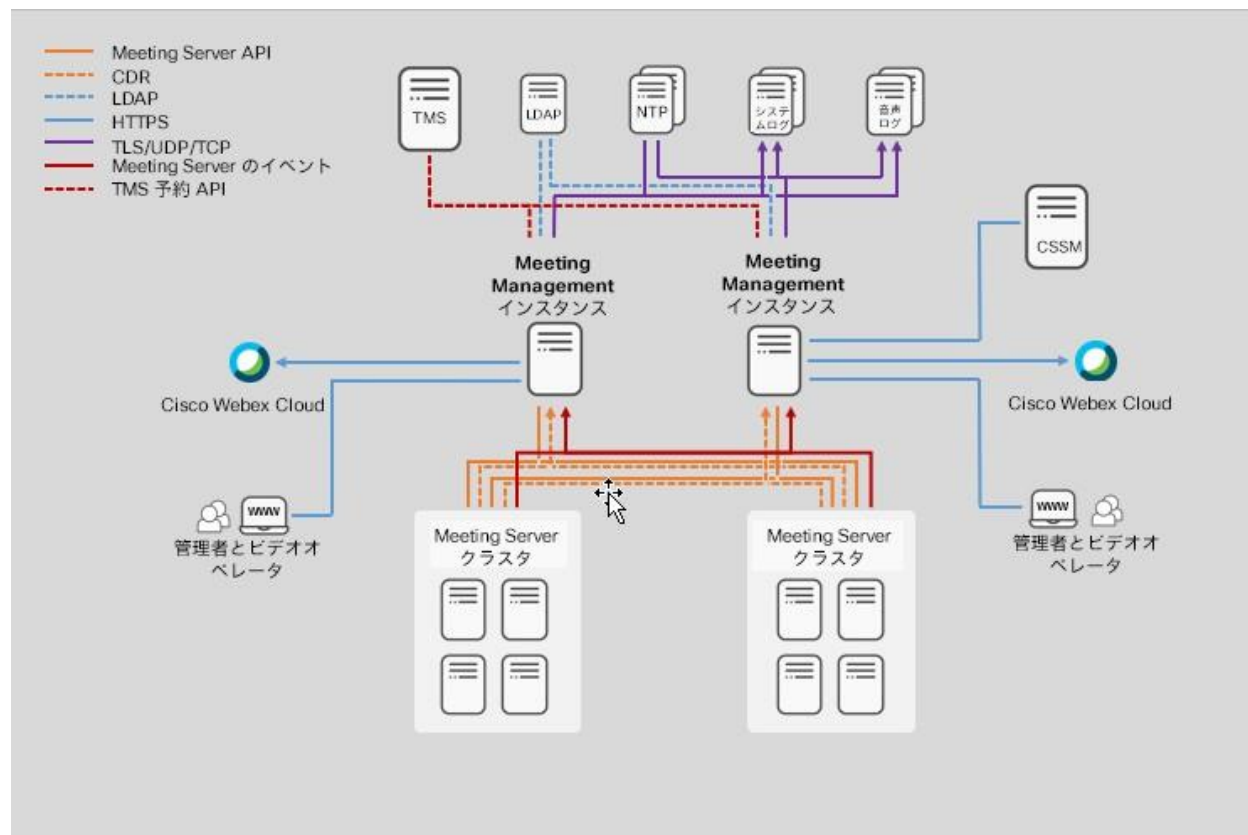 Meeting Server API
CDR
LDAP
HTTPS
TLS/UDP/TCP
Meeting Server のイベント
TMS 予約 API
TMS
LDAP
NTP
システ
ムログ
音声
ログ
CSSM
Meeting
Management
インスタンス
Meeting
Management
インスタンス
Cisco Webex Cloud
Cisco Webex Cloud
www
管理者とビデオオ
ペレータ
www
管理者とビデオオ
ペレータ
Meeting Server
クラスタ
Meeting Server
クラスタ